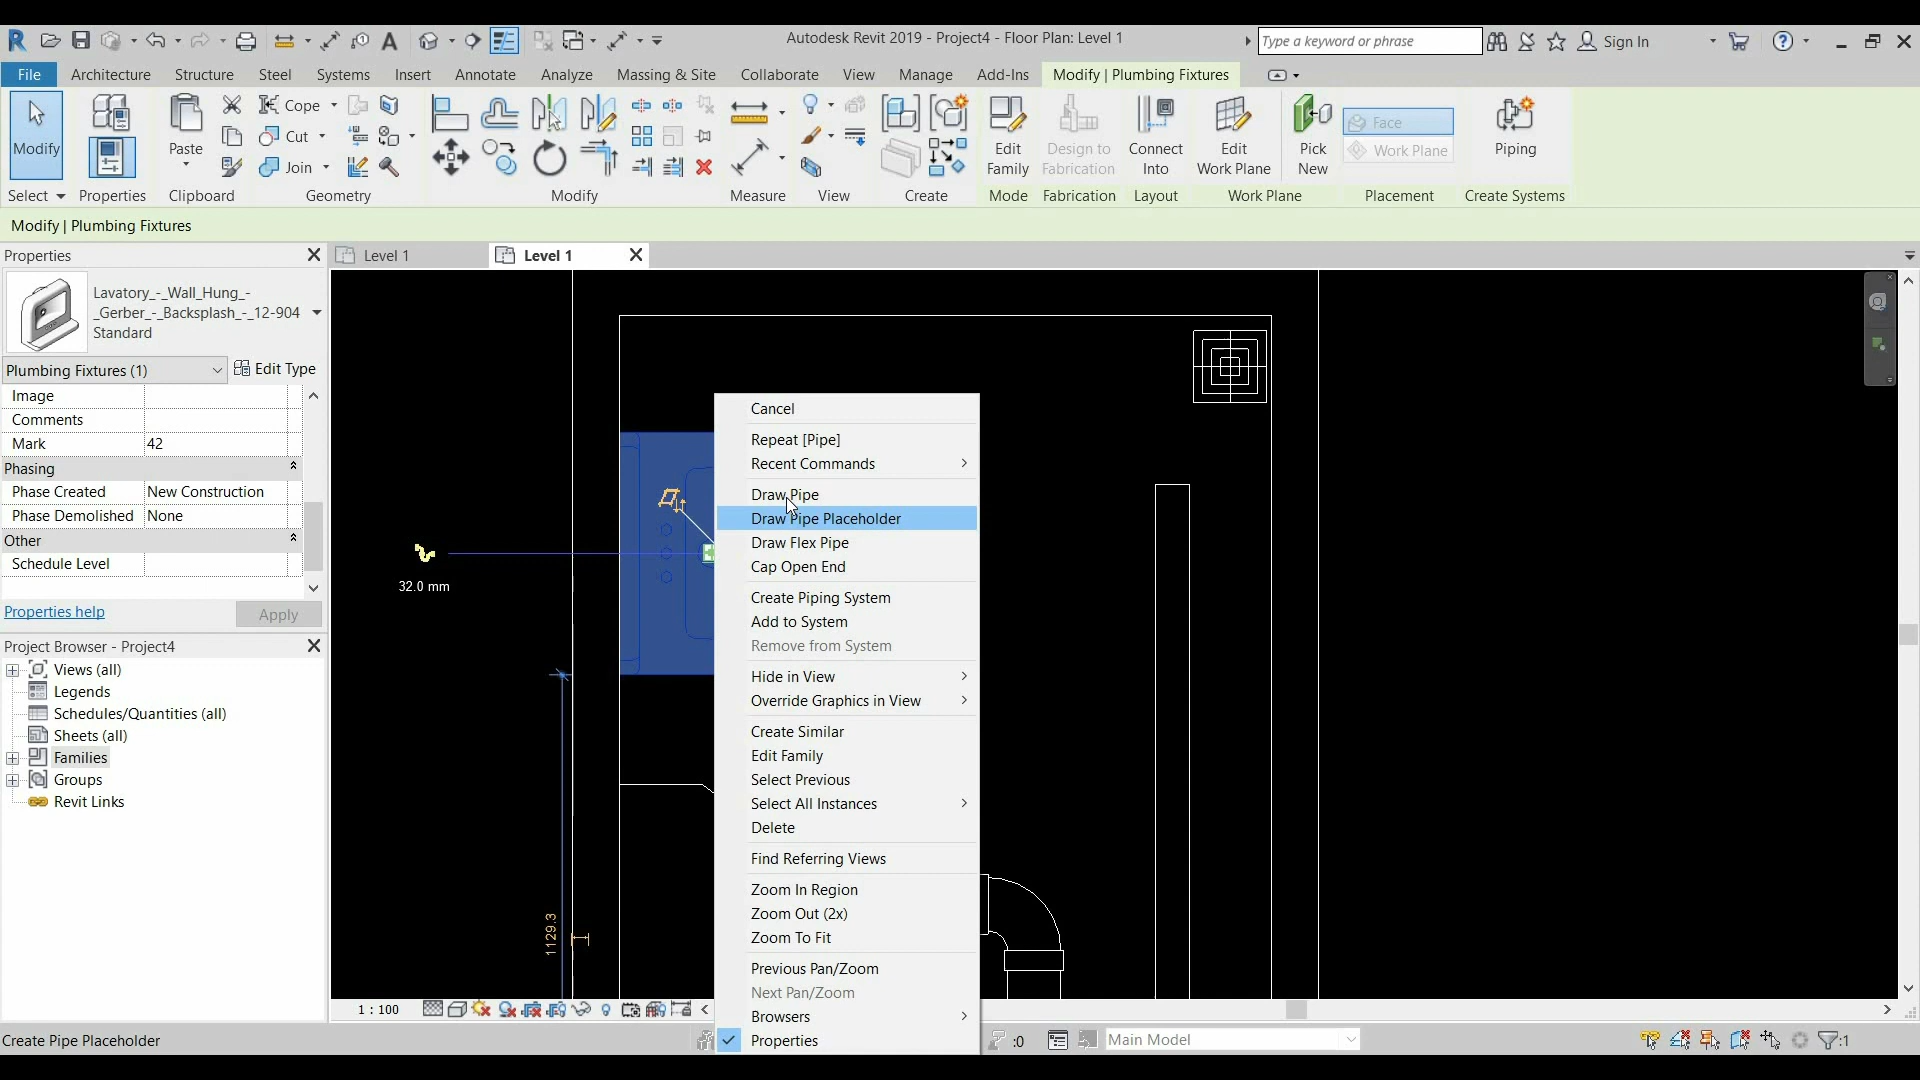 Autodesk Revit 2019 - Project4 - Floor Plan: Level 1
Type a keyword or phrase
Sign In
File Architecture Structure Steel Systems Insert Annotate Analyze Massing & Site Collaborate View Manage Add-Ins Modify | Plumbing Fixtures
Modify
Paste
Cope
Cut
Join
Edit Family
Design to Fabrication
Connect Into
Edit Work Plane
Pick New
Face
Work Plane
Piping
Select Properties Clipboard Geometry Modify Measure View Create Mode Fabrication Layout Work Plane Placement Create Systems
Modify | Plumbing Fixtures
Properties
Level 1
Level 1
Lavatory_-_Wall_Hung_-
_Gerber_-_Backsplash_-_12-904
Standard
Plumbing Fixtures (1)
Edit Type
Image
Comments
Mark 42
Phasing
Phase Created New Construction
Phase Demolished None
Other
Schedule Level
Properties help
Apply
Project Browser - Project4
Views (all)
Legends
Schedules/Quantities (all)
Sheets (all)
Families
Groups
Revit Links
32.0 mm
1129.3
Cancel
Repeat [Pipe]
Recent Commands
Draw Pipe
Draw Pipe Placeholder
Draw Flex Pipe
Cap Open End
Create Piping System
Add to System
Remove from System
Hide in View
Override Graphics in View
Create Similar
Edit Family
Select Previous
Select All Instances
Delete
Find Referring Views
Zoom In Region
Zoom Out (2x)
Zoom To Fit
Previous Pan/Zoom
Next Pan/Zoom
Browsers
Properties
1 : 100
Create Pipe Placeholder
:0
Main Model
:1